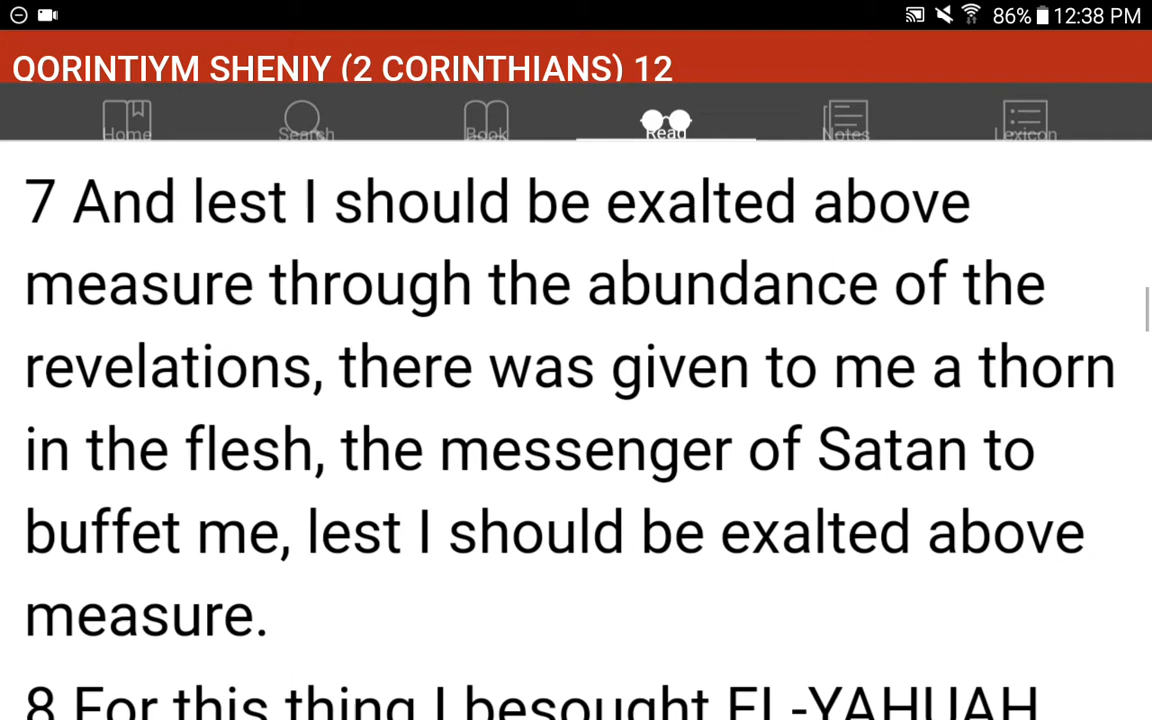 86% 12:38 PM
QORINTIYM SHENIY (2 CORINTHIANS) 12
Home Search Book Read Notes Lexicon
7 And lest I should be exalted above
measure through the abundance of the
revelations, there was given to me a thorn
in the flesh, the messenger of Satan to
buffet me, lest I should be exalted above
measure.
8 For this thing I besought EL-YAHUAH